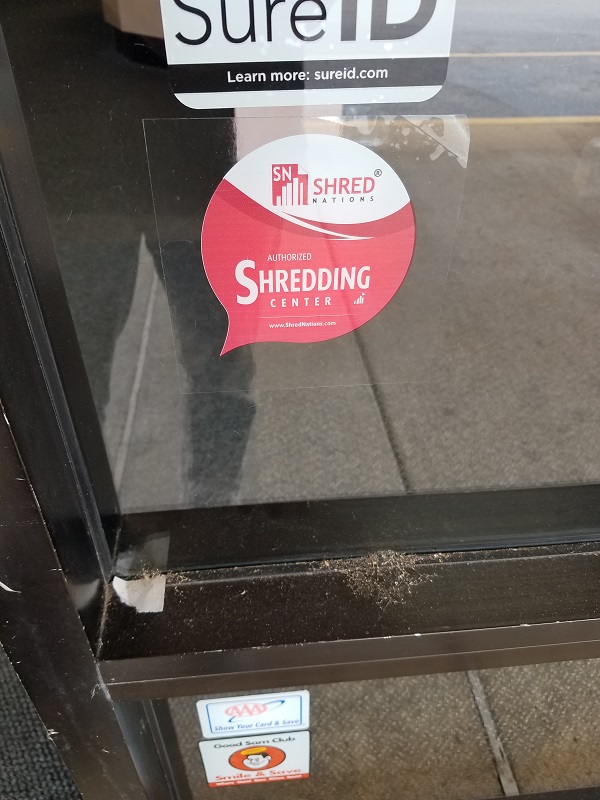 SureID
Learn more: sureid.com
SN
SHRED®
NATIONS
AUTHORIZED
SHREDDING
CENTER
www.ShredNations.com
AAA
Show Your Card & Save
Good Sam Club
Smile & Save